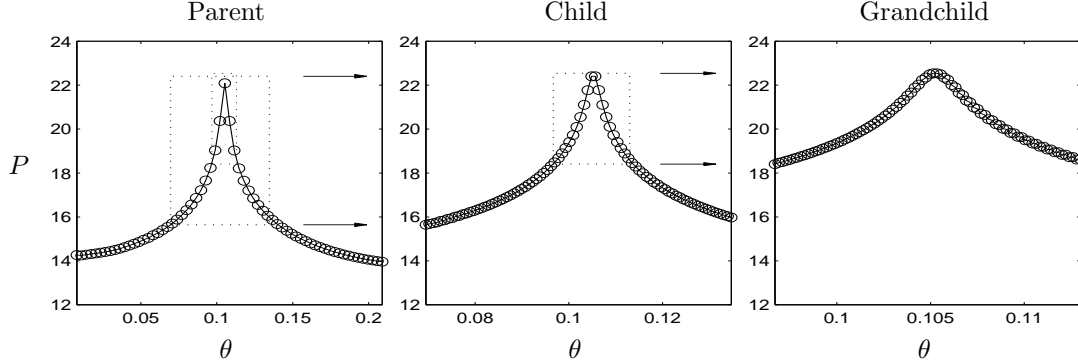 Parent Child Grandchild
24 24 24
22 22 22
20 20 20
P 18 18 18
16 16 16
14 14 14
12 12 12
0.05 0.1 0.15 0.2 0.08 0.1 0.12 0.1 0.105 0.11
θ θ θ